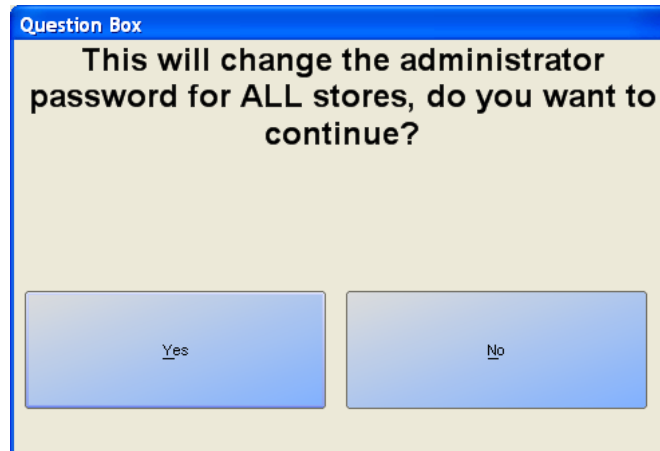 Question Box
This will change the administrator
password for ALL stores, do you want to
continue?
Yes
No